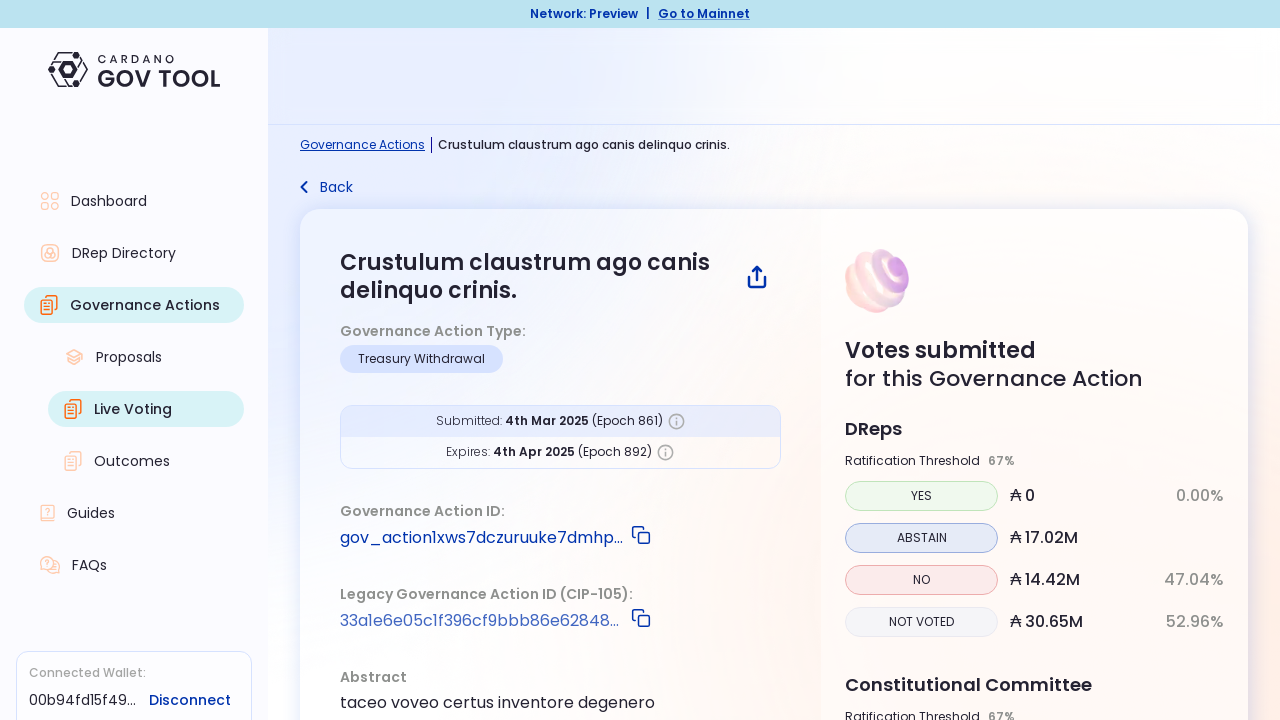 Network: Preview | Go to Mainnet
CARDANO
GOV TOOL
Dashboard
DRep Directory
Governance Actions
Proposals
Live Voting
Outcomes
Guides
FAQs
Connected Wallet:
00b94fd15f49... Disconnect
Governance Actions | Crustulum claustrum ago canis delinquo crinis.
Back
Crustulum claustrum ago canis
delinquo crinis.
Governance Action Type:
Treasury Withdrawal
Submitted: 4th Mar 2025 (Epoch 861)
Expires: 4th Apr 2025 (Epoch 892)
Governance Action ID:
gov_action1xws7dczuruuke7dmhp...
Legacy Governance Action ID (CIP-105):
33a1e6e05c1f396cf9bbb86e62848...
Abstract
taceo voveo certus inventore degenero
Votes submitted
for this Governance Action
DReps
Ratification Threshold 67%
YES ₳ 0 0.00%
ABSTAIN ₳ 17.02M
NO ₳ 14.42M 47.04%
NOT VOTED ₳ 30.65M 52.96%
Constitutional Committee
Ratification Threshold 67%